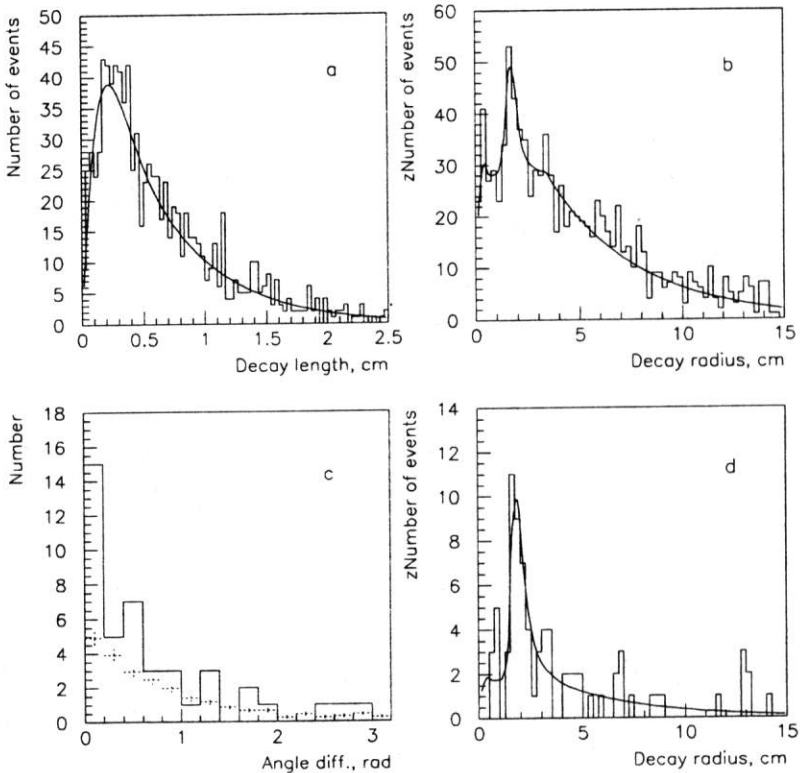 Number of events
50
45
40
35
30
25
20
15
10
5
0
a
0 0.5 1 1.5 2 2.5
Decay length, cm
zNumber of events
60
50
40
30
20
10
0
b
0 5 10 15
Decay radius, cm
Number
18
16
14
12
10
8
6
4
2
0
c
0 1 2 3
Angle diff., rad
zNumber of events
14
12
10
8
6
4
2
0
d
0 5 10 15
Decay radius, cm